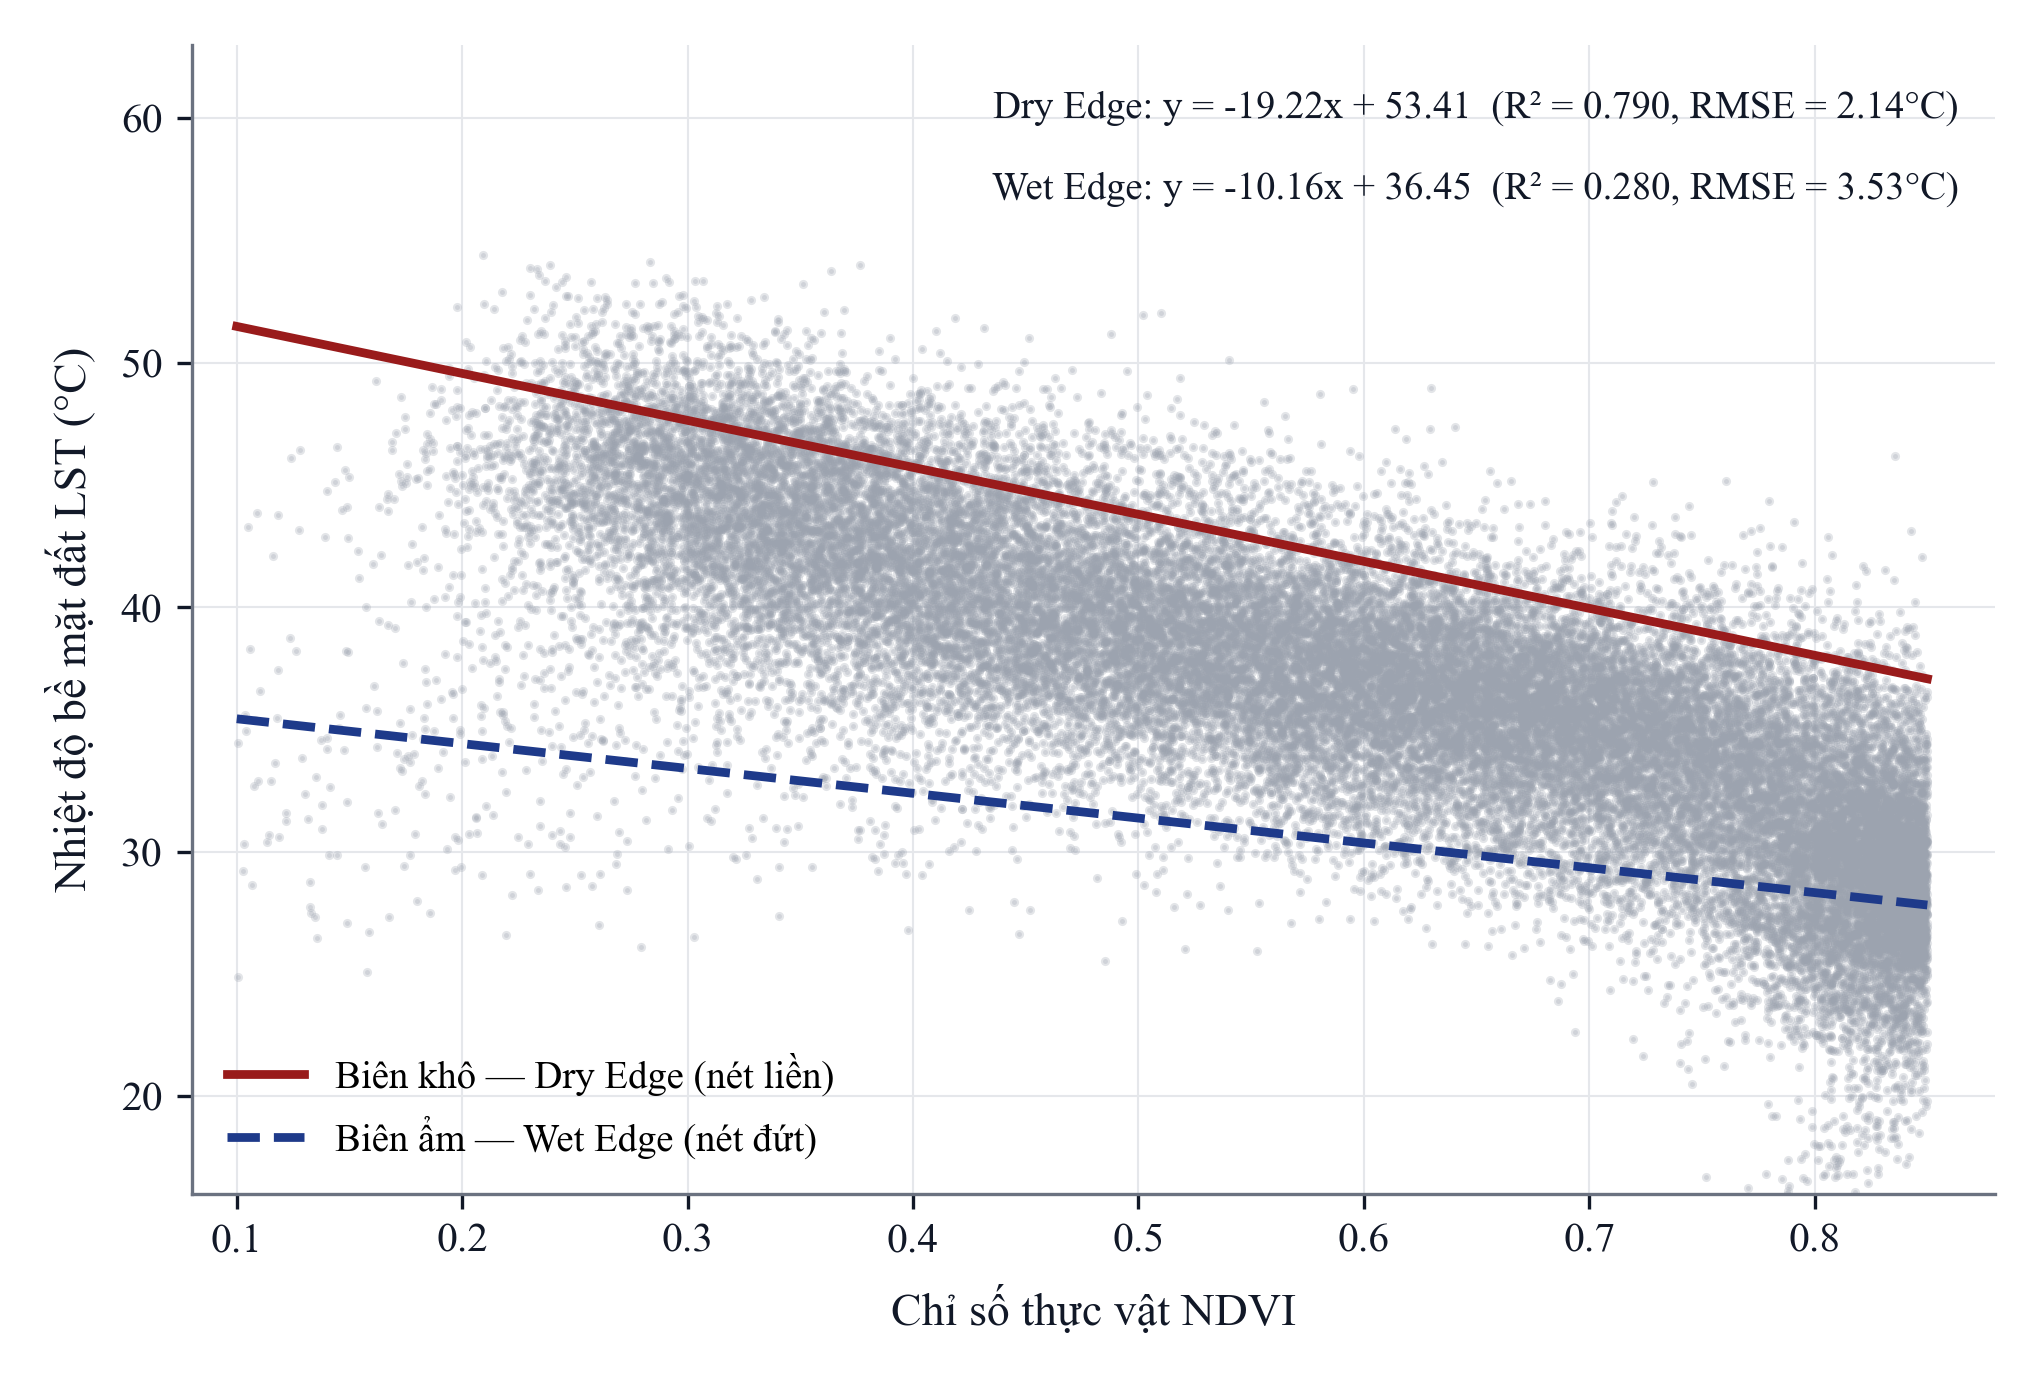 Dry Edge: y = -19.22x + 53.41  (R² = 0.790, RMSE = 2.14°C)
Wet Edge: y = -10.16x + 36.45  (R² = 0.280, RMSE = 3.53°C)
Nhiệt độ bề mặt đất LST (°C)
60
50
40
30
20
Biên khô — Dry Edge (nét liền)
Biên ẩm — Wet Edge (nét đứt)
0.1 0.2 0.3 0.4 0.5 0.6 0.7 0.8
Chỉ số thực vật NDVI